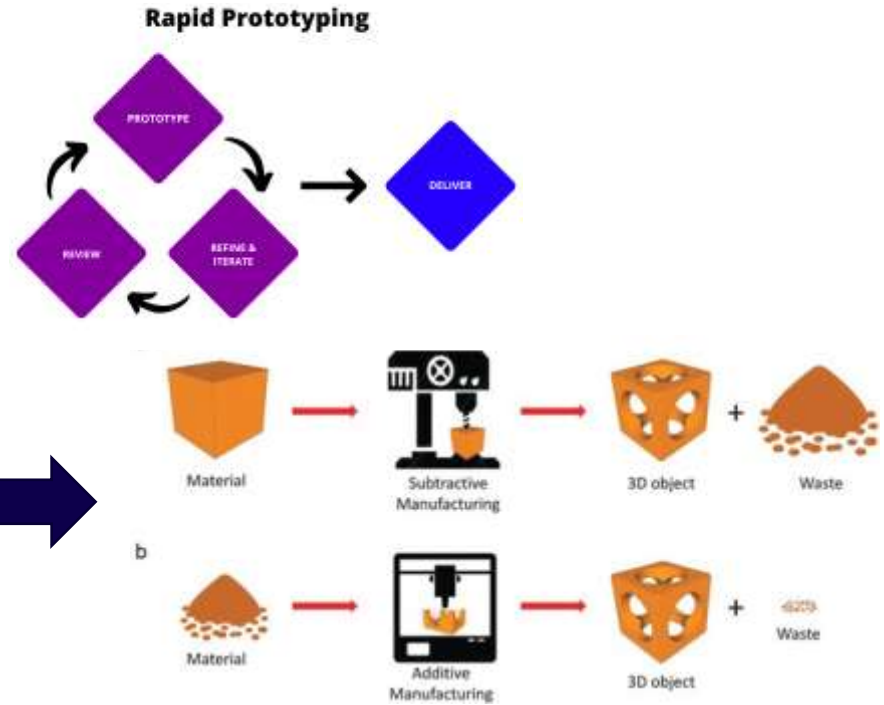 Rapid Prototyping
PROTOTYPE
DELIVER
REVIEW
REFINE &
ITERATE
+
Material
Subtractive
Manufacturing
3D object
Waste
b
+
Material
Additive
Manufacturing
3D object
Waste